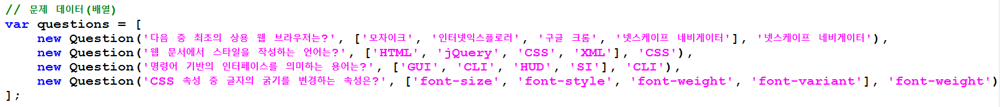 // 문제 데이터(배열)
var questions = [
    new Question('다음 중 최초의 상용 웹 브라우저는?', ['모자이크', '인터넷익스플로러', '구글 크롬', '넷스케이프 네비게이터'], '넷스케이프 네비게이터'),
    new Question('웹 문서에서 스타일을 작성하는 언어는?', ['HTML', 'jQuery', 'CSS', 'XML'], 'CSS'),
    new Question('명령어 기반의 인터페이스를 의미하는 용어는?', ['GUI', 'CLI', 'HUD', 'SI'], 'CLI'),
    new Question('CSS 속성 중 글자의 굵기를 변경하는 속성은?', ['font-size', 'font-style', 'font-weight', 'font-variant'], 'font-weight')
];